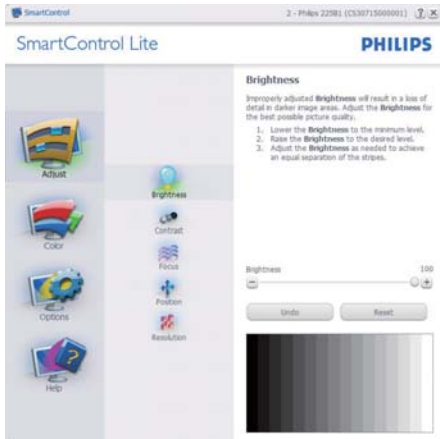 SmartControl
2 - Philips 225B1 (CS30715000001)
SmartControl Lite
PHILIPS
Adjust
Color
Options
Help
Brightness
Contrast
Focus
Position
Resolution
Brightness
Improperly adjusted Brightness will result in a loss of
detail in darker image areas. Adjust the Brightness for
the best possible picture quality.
1. Lower the Brightness to the minimum level.
2. Raise the Brightness to the desired level.
3. Adjust the Brightness as needed to achieve
an equal separation of the stripes.
Brightness 100
Undo Reset